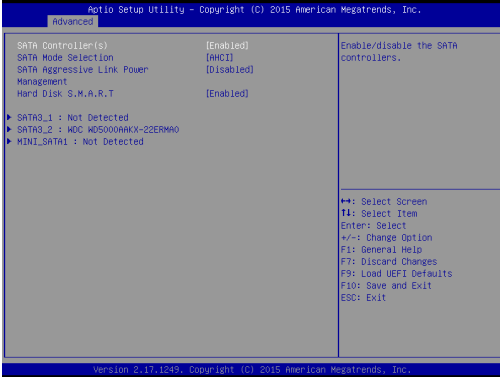 Aptio Setup Utility – Copyright (C) 2015 American Megatrends, Inc.
Advanced
SATA Controller(s) [Enabled]
SATA Mode Selection [AHCI]
SATA Aggressive Link Power [Disabled]
Management
Hard Disk S.M.A.R.T [Enabled]
SATA3_1 : Not Detected
SATA3_2 : WDC WD5000AAKX-22ERMA0
MINI_SATA1 : Not Detected
Enable/disable the SATA
controllers.
↔: Select Screen
↑↓: Select Item
Enter: Select
+/-: Change Option
F1: General Help
F7: Discard Changes
F9: Load UEFI Defaults
F10: Save and Exit
ESC: Exit
Version 2.17.1249. Copyright (C) 2015 American Megatrends, Inc.